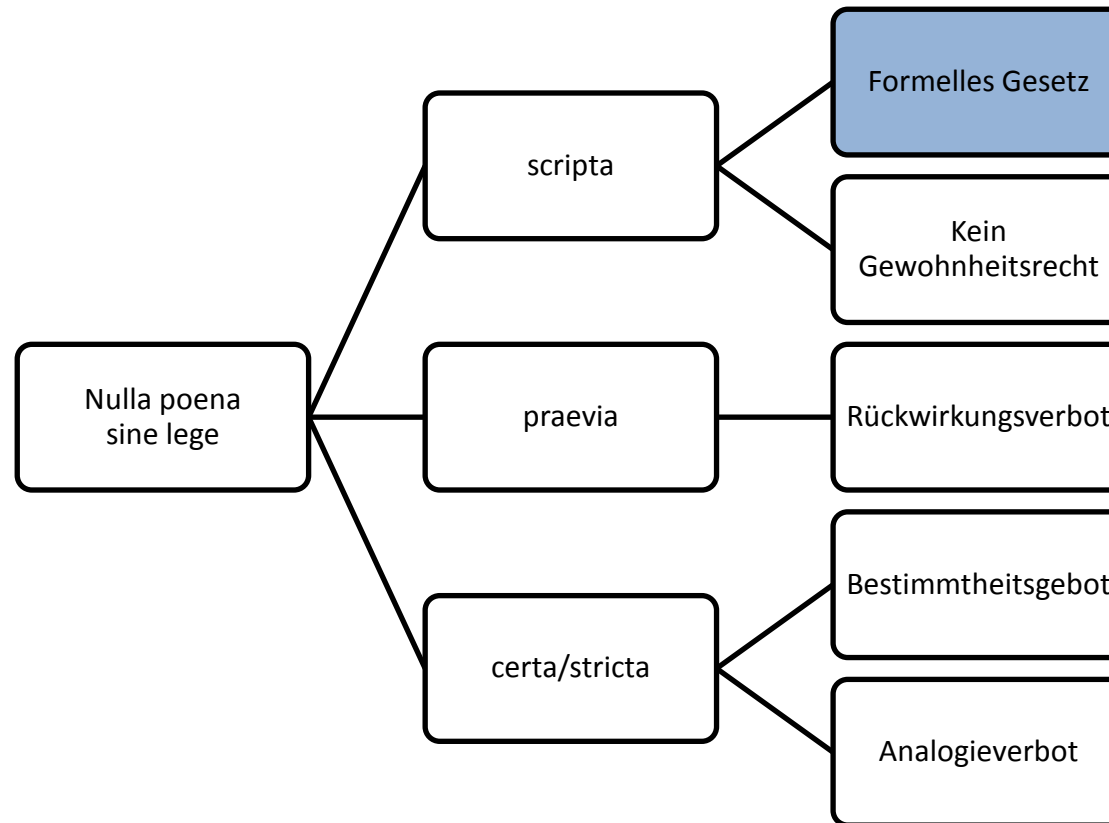 Formelles Gesetz
scripta
Kein
Gewohnheitsrecht
Nulla poena
sine lege
praevia
Rückwirkungsverbot
Bestimmtheitsgebot
certa/stricta
Analogieverbot